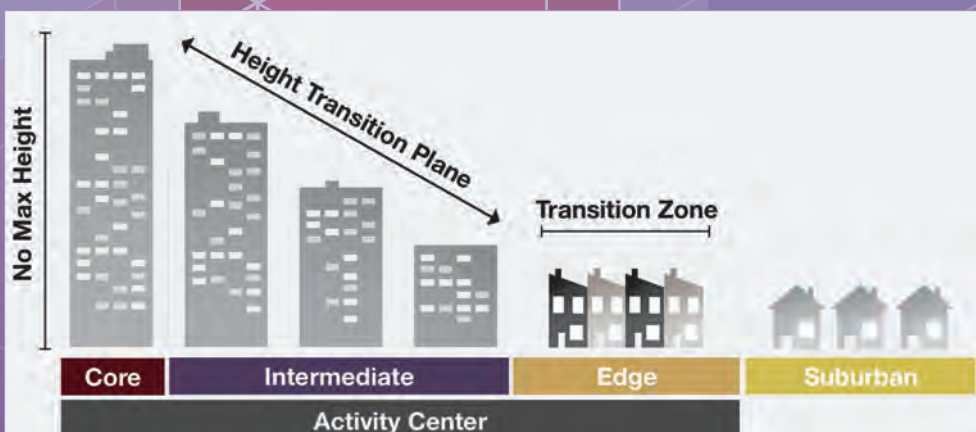 No Max Height
Height Transition Plane
Transition Zone
Core
Intermediate
Edge
Suburban
Activity Center